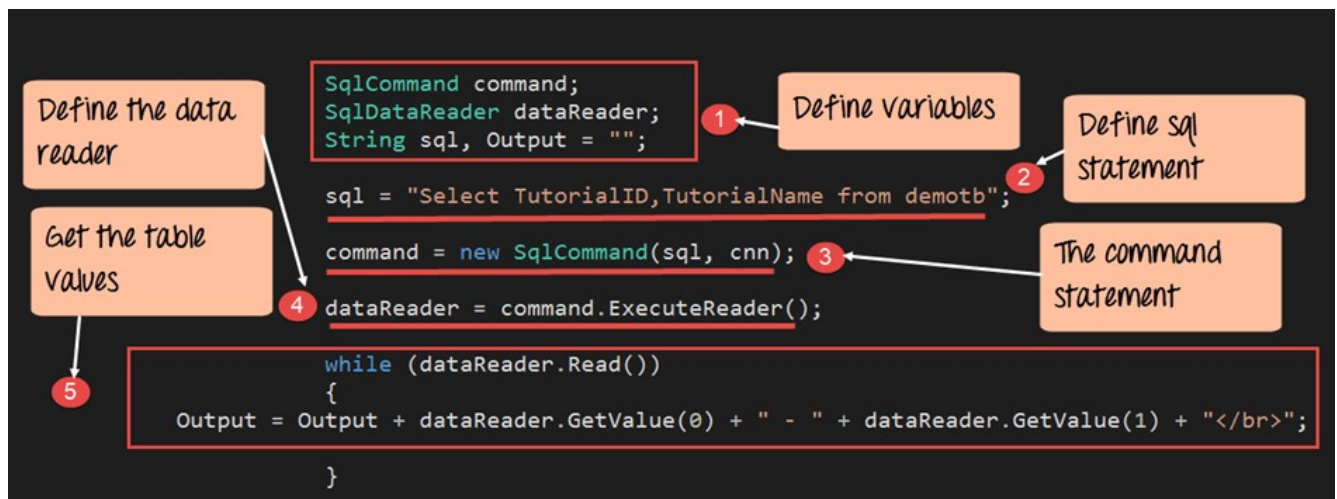 SqlCommand command;
SqlDataReader dataReader;
String sql, Output = "";
1
Define variables
Define the data
reader
Define sql
statement
2
sql = "Select TutorialID,TutorialName from demotb";
Get the table
values
command = new SqlCommand(sql, cnn);
3
The command
statement
4
dataReader = command.ExecuteReader();
5
while (dataReader.Read())
{
Output = Output + dataReader.GetValue(0) + " - " + dataReader.GetValue(1) + "</br>";
}